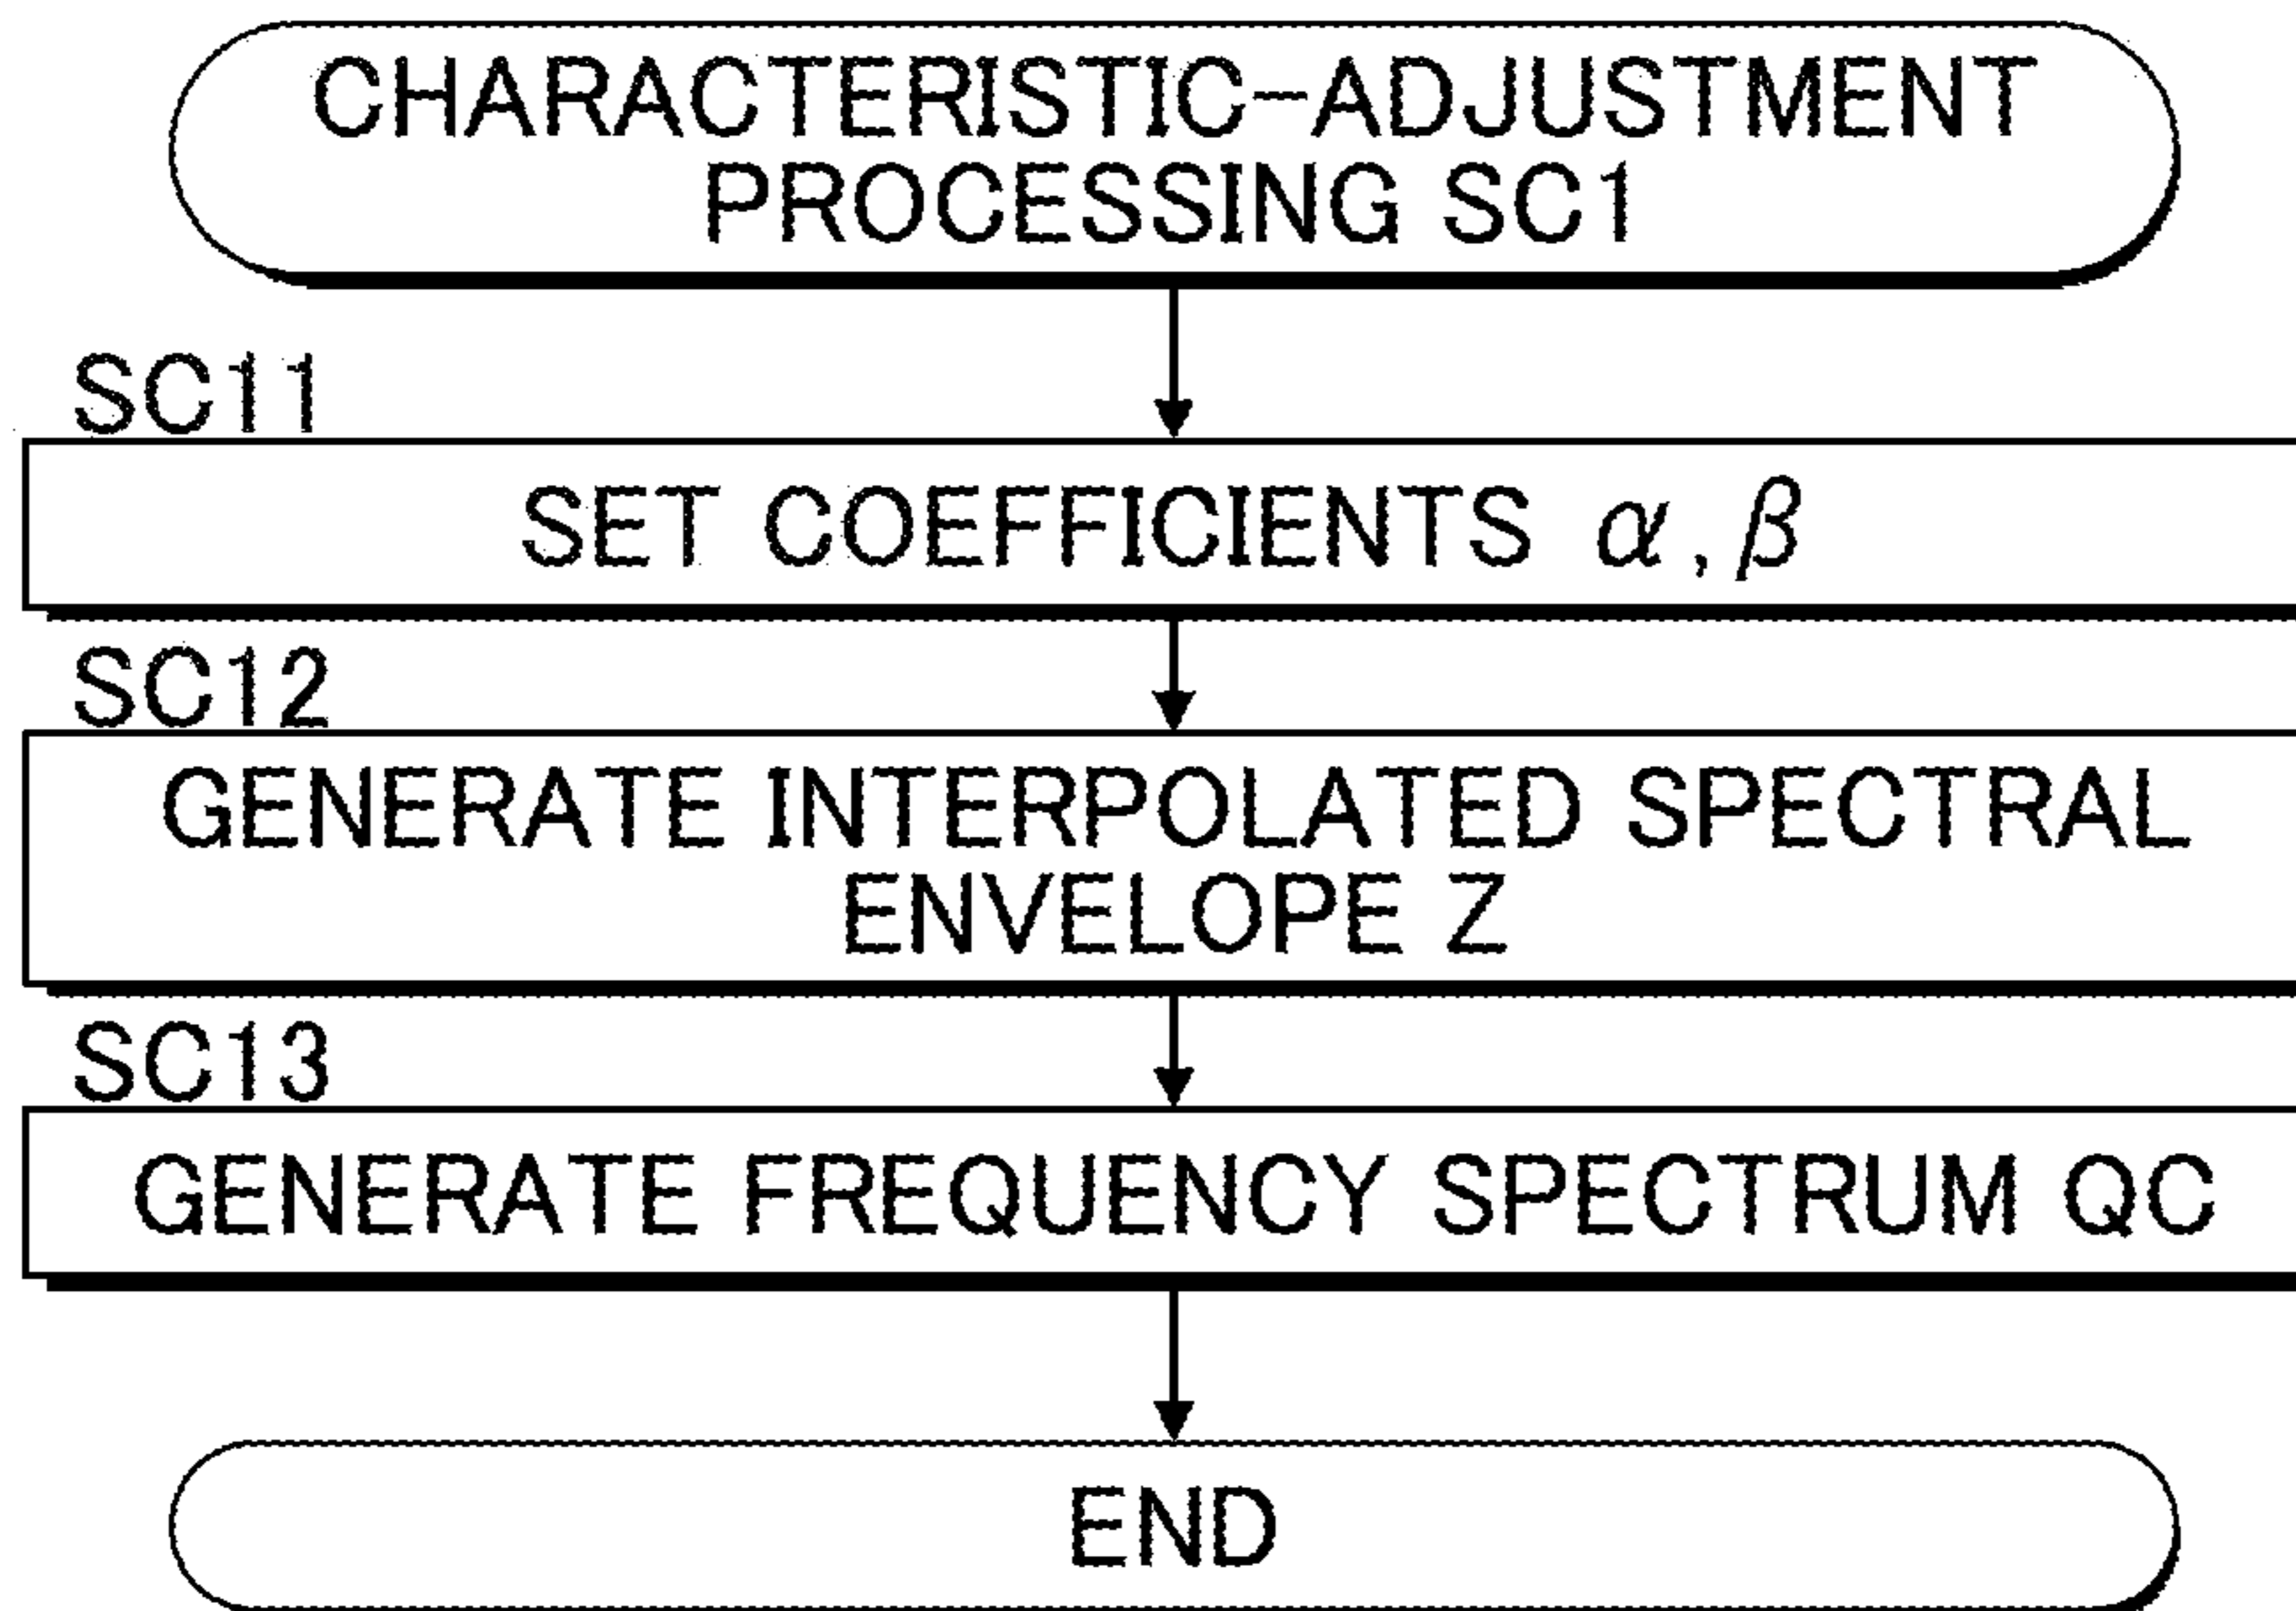 CHARACTERISTIC-ADJUSTMENT
PROCESSING SC1
SC11
SET COEFFICIENTS α, β
SC12
GENERATE INTERPOLATED SPECTRAL
ENVELOPE Z
SC13
GENERATE FREQUENCY SPECTRUM QC
END